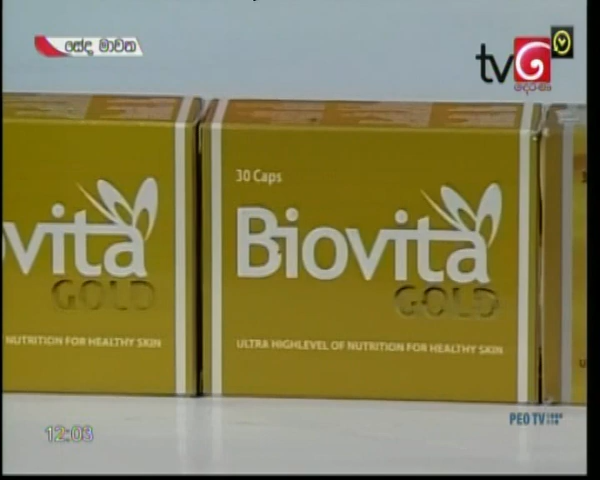 සේද මාවත
tv
දෙරණ
30 Caps
Biovita
GOLD
ULTRA HIGHLEVEL OF NUTRITION FOR HEALTHY SKIN
ovita
GOLD
NUTRITION FOR HEALTHY SKIN
PEO TV
12:03